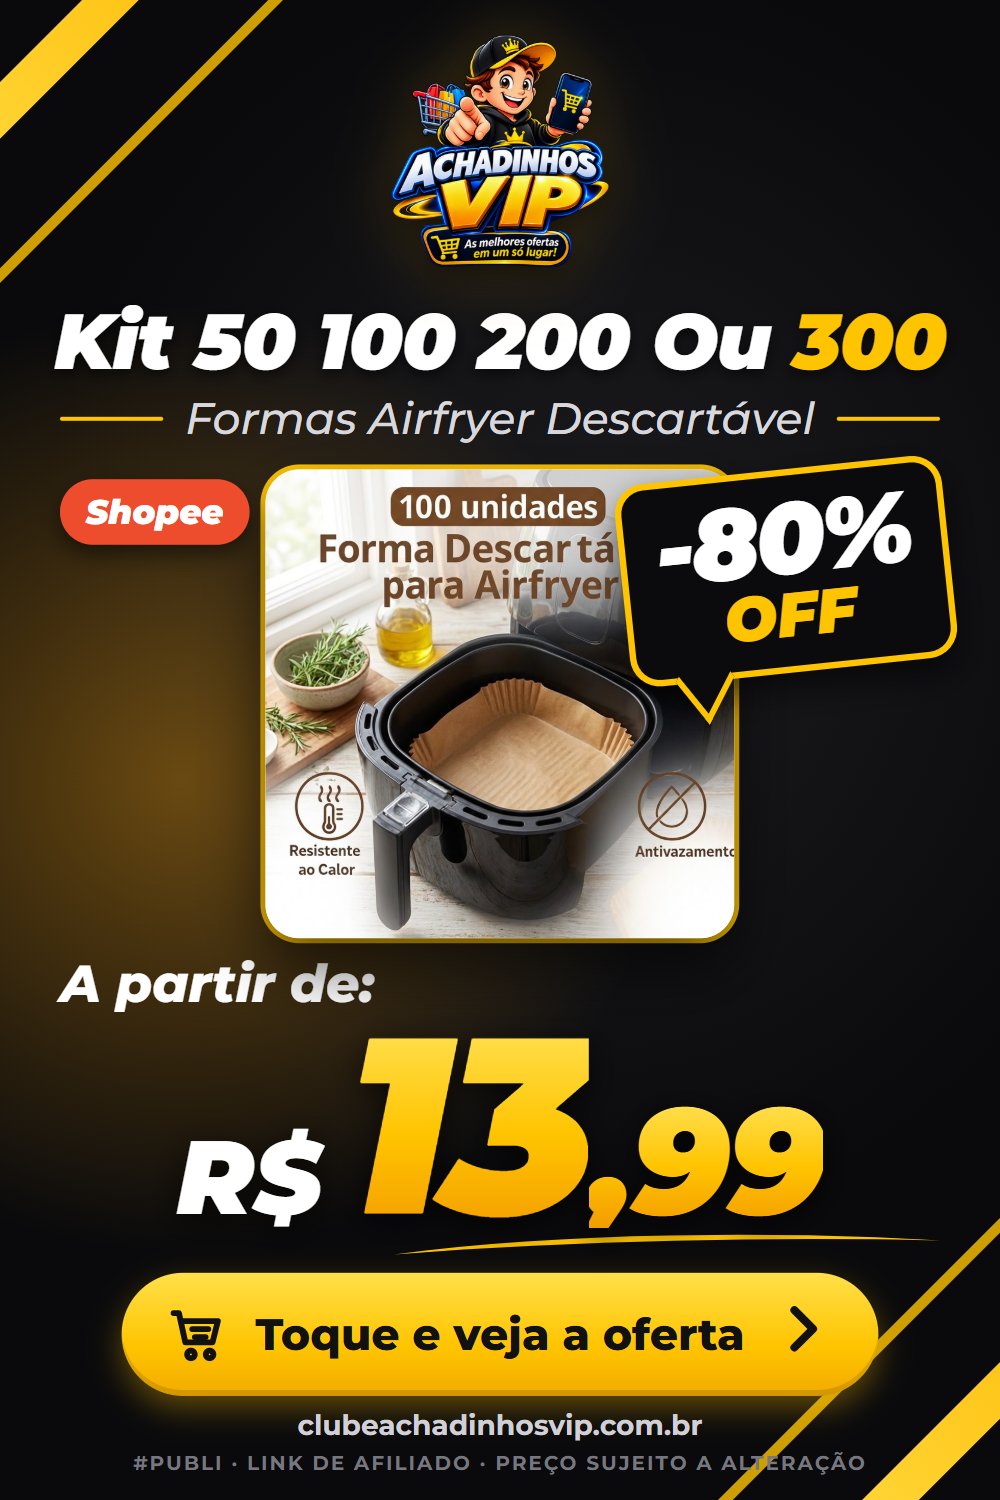 ACHADINHOS
VIP
As melhores ofertas
em um só lugar!
Kit 50 100 200 Ou 300
Formas Airfryer Descartável
Shopee
100 unidades
Forma Descartá
para Airfryer
-80%
OFF
Resistente
ao Calor
Antivazamento
A partir de:
R$ 13,99
Toque e veja a oferta
clubeachadinhosvip.com.br
#PUBLI · LINK DE AFILIADO · PREÇO SUJEITO A ALTERAÇÃO